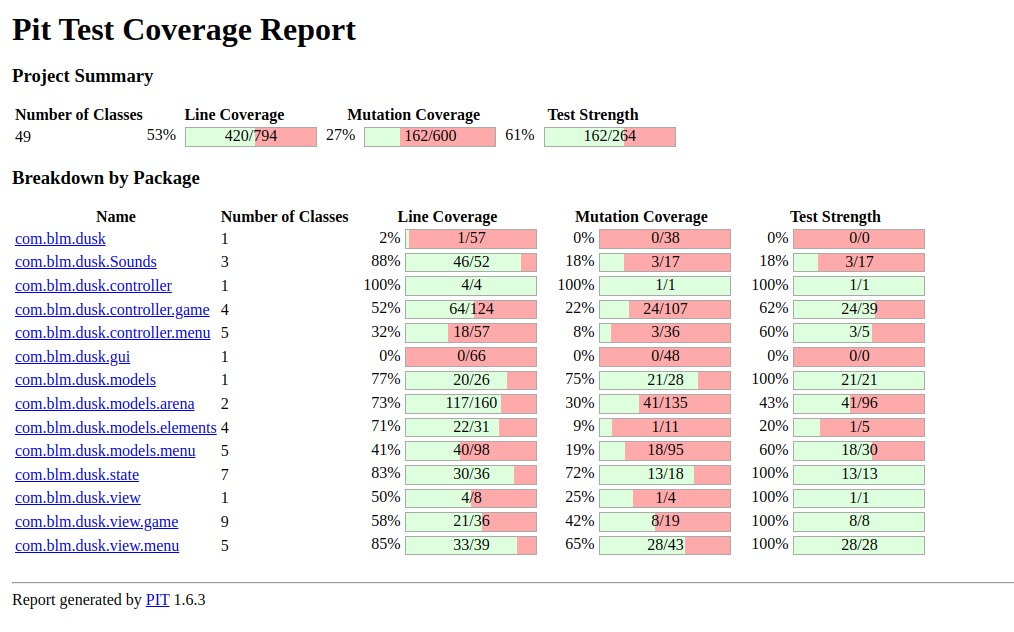 Pit Test Coverage Report
Project Summary
Number of Classes Line Coverage Mutation Coverage Test Strength
49 53% 420/794 27% 162/600 61% 162/264
Breakdown by Package
Name Number of Classes Line Coverage Mutation Coverage Test Strength
com.blm.dusk 1 2% 1/57 0% 0/38 0% 0/0
com.blm.dusk.Sounds 3 88% 46/52 18% 3/17 18% 3/17
com.blm.dusk.controller 1 100% 4/4 100% 1/1 100% 1/1
com.blm.dusk.controller.game 4 52% 64/124 22% 24/107 62% 24/39
com.blm.dusk.controller.menu 5 32% 18/57 8% 3/36 60% 3/5
com.blm.dusk.gui 1 0% 0/66 0% 0/48 0% 0/0
com.blm.dusk.models 1 77% 20/26 75% 21/28 100% 21/21
com.blm.dusk.models.arena 2 73% 117/160 30% 41/135 43% 41/96
com.blm.dusk.models.elements 4 71% 22/31 9% 1/11 20% 1/5
com.blm.dusk.models.menu 5 41% 40/98 19% 18/95 60% 18/30
com.blm.dusk.state 7 83% 30/36 72% 13/18 100% 13/13
com.blm.dusk.view 1 50% 4/8 25% 1/4 100% 1/1
com.blm.dusk.view.game 9 58% 21/36 42% 8/19 100% 8/8
com.blm.dusk.view.menu 5 85% 33/39 65% 28/43 100% 28/28
Report generated by PIT 1.6.3